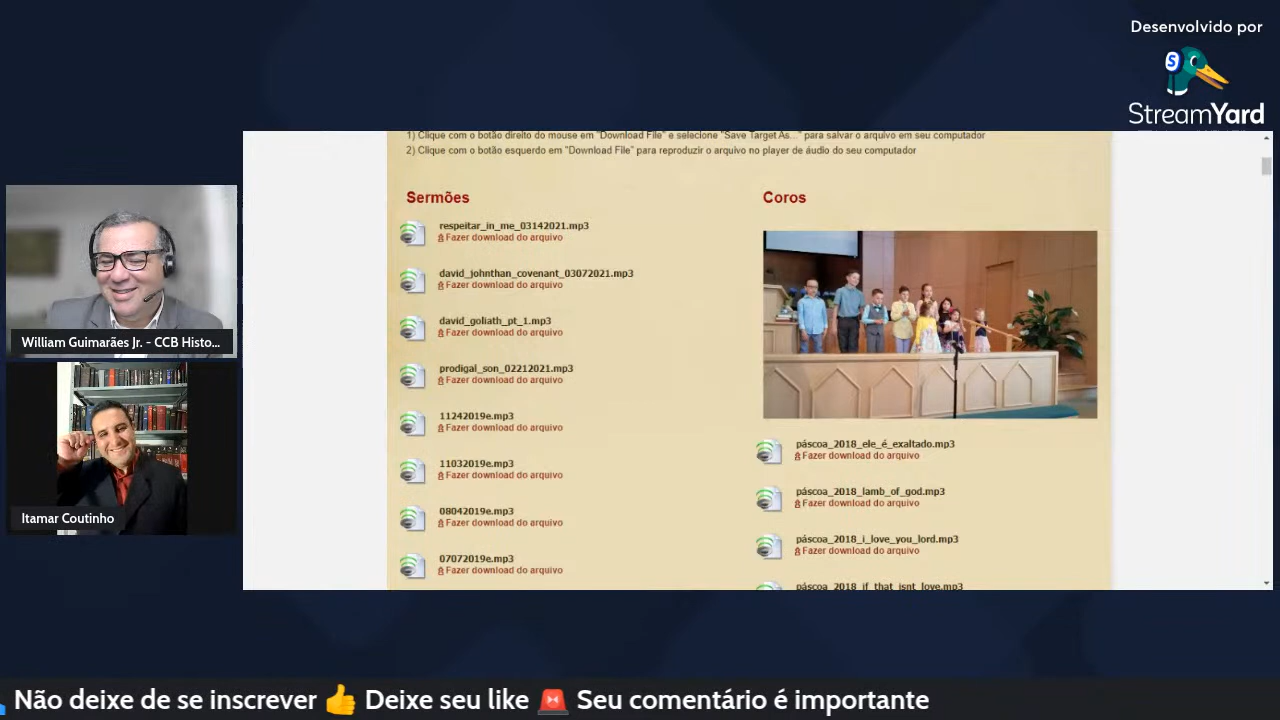 Desenvolvido por
StreamYard
1) Clique com o botão direito do mouse em "Download File" e selecione "Save Target As..." para salvar o arquivo em seu computador
2) Clique com o botão esquerdo em "Download File" para reproduzir o arquivo no player de áudio do seu computador
Sermões
respeitar_in_me_03142021.mp3
Fazer download do arquivo
david_johnthan_covenant_03072021.mp3
Fazer download do arquivo
david_goliath_pt_1.mp3
Fazer download do arquivo
prodigal_son_02212021.mp3
Fazer download do arquivo
11242019e.mp3
Fazer download do arquivo
11032019e.mp3
Fazer download do arquivo
08042019e.mp3
Fazer download do arquivo
07072019e.mp3
Fazer download do arquivo
Coros
páscoa_2018_ele_é_exaltado.mp3
Fazer download do arquivo
páscoa_2018_lamb_of_god.mp3
Fazer download do arquivo
páscoa_2018_i_love_you_lord.mp3
Fazer download do arquivo
páscoa_2018_if_that_isnt_love.mp3
William Guimarães Jr. - CCB Histo...
Itamar Coutinho
Não deixe de se inscrever 👍 Deixe seu like 🚨 Seu comentário é importante